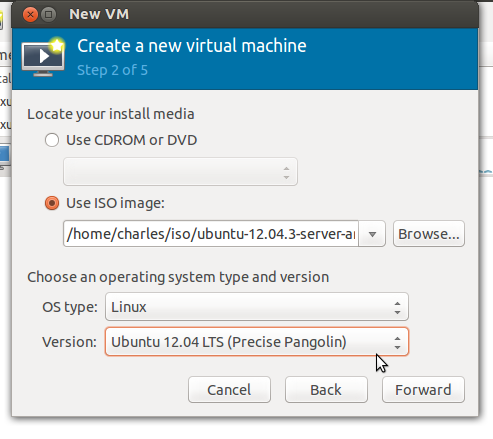 New VM
Create a new virtual machine
Step 2 of 5
Locate your install media
Use CDROM or DVD
Use ISO image:
/home/charles/iso/ubuntu-12.04.3-server-a
Browse...
Choose an operating system type and version
OS type: Linux
Version: Ubuntu 12.04 LTS (Precise Pangolin)
Cancel Back Forward